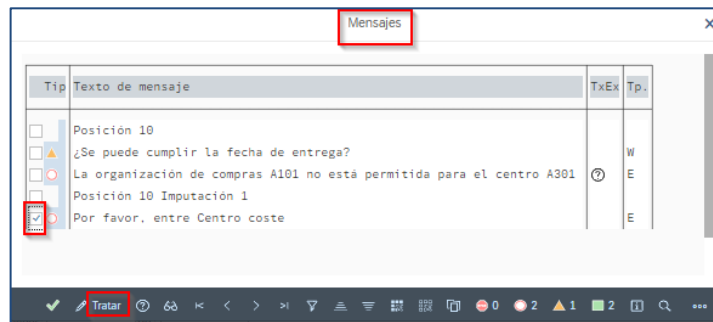 Mensajes
Tip Texto de mensaje TxEx Tp.
Posición 10
¿Se puede cumplir la fecha de entrega? W
La organización de compras A101 no está permitida para el centro A301 E
Posición 10 Imputación 1
Por favor, entre Centro coste E
Tratar 0 2 1 2